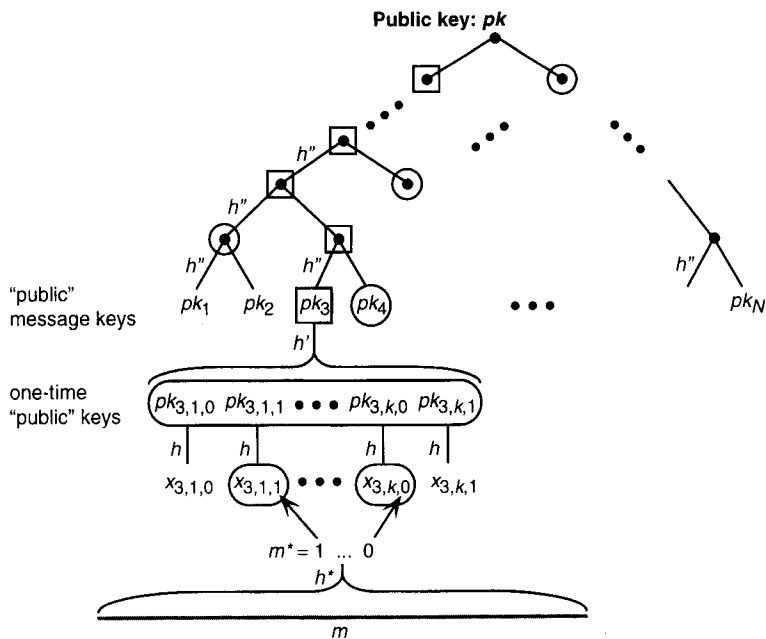 Public key: pk
h”
h”
h” h” h”
“public”
message keys
pk₁ pk₂ pk₃ pk₄ pk_N
h’
one-time
“public” keys
pk₃,₁,₀ pk₃,₁,₁ ••• pk₃,ₖ,₀ pk₃,ₖ,₁
h h h h
x₃,₁,₀ x₃,₁,₁ ••• x₃,ₖ,₀ x₃,ₖ,₁
m* = 1 ... 0
h*
m